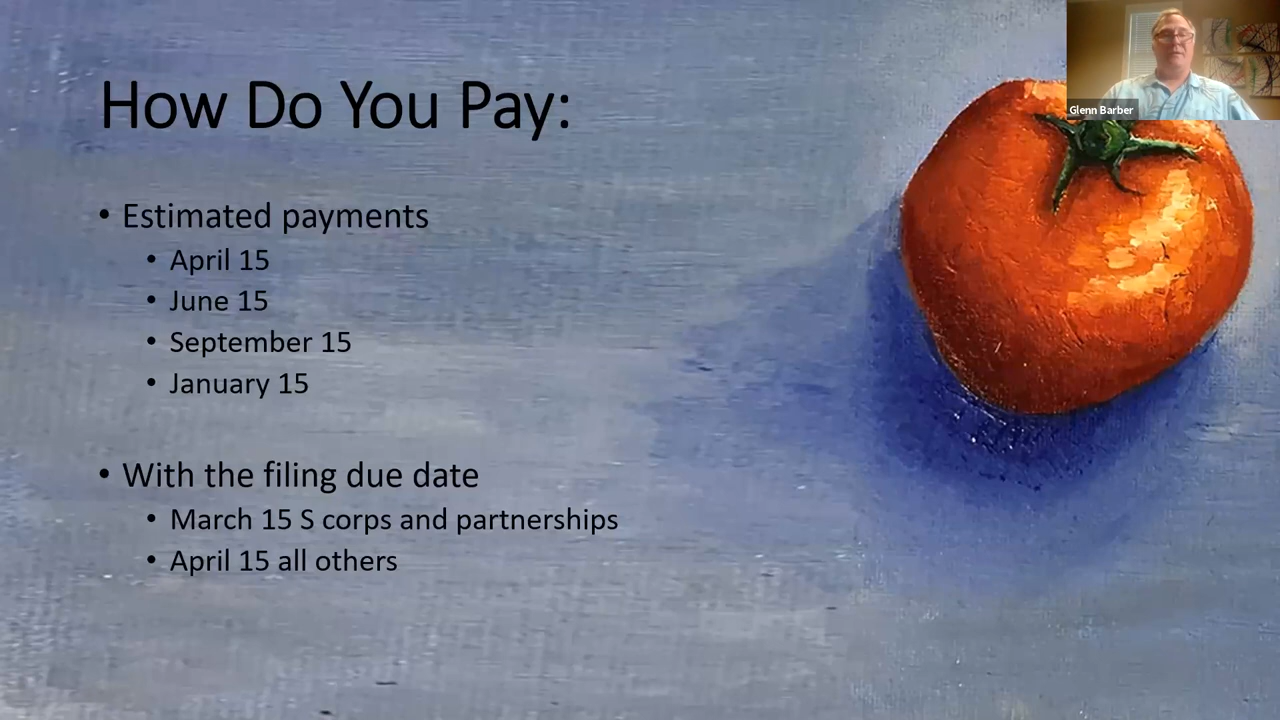 How Do You Pay:
• Estimated payments
• April 15
• June 15
• September 15
• January 15
• With the filing due date
• March 15 S corps and partnerships
• April 15 all others
Glenn Barber